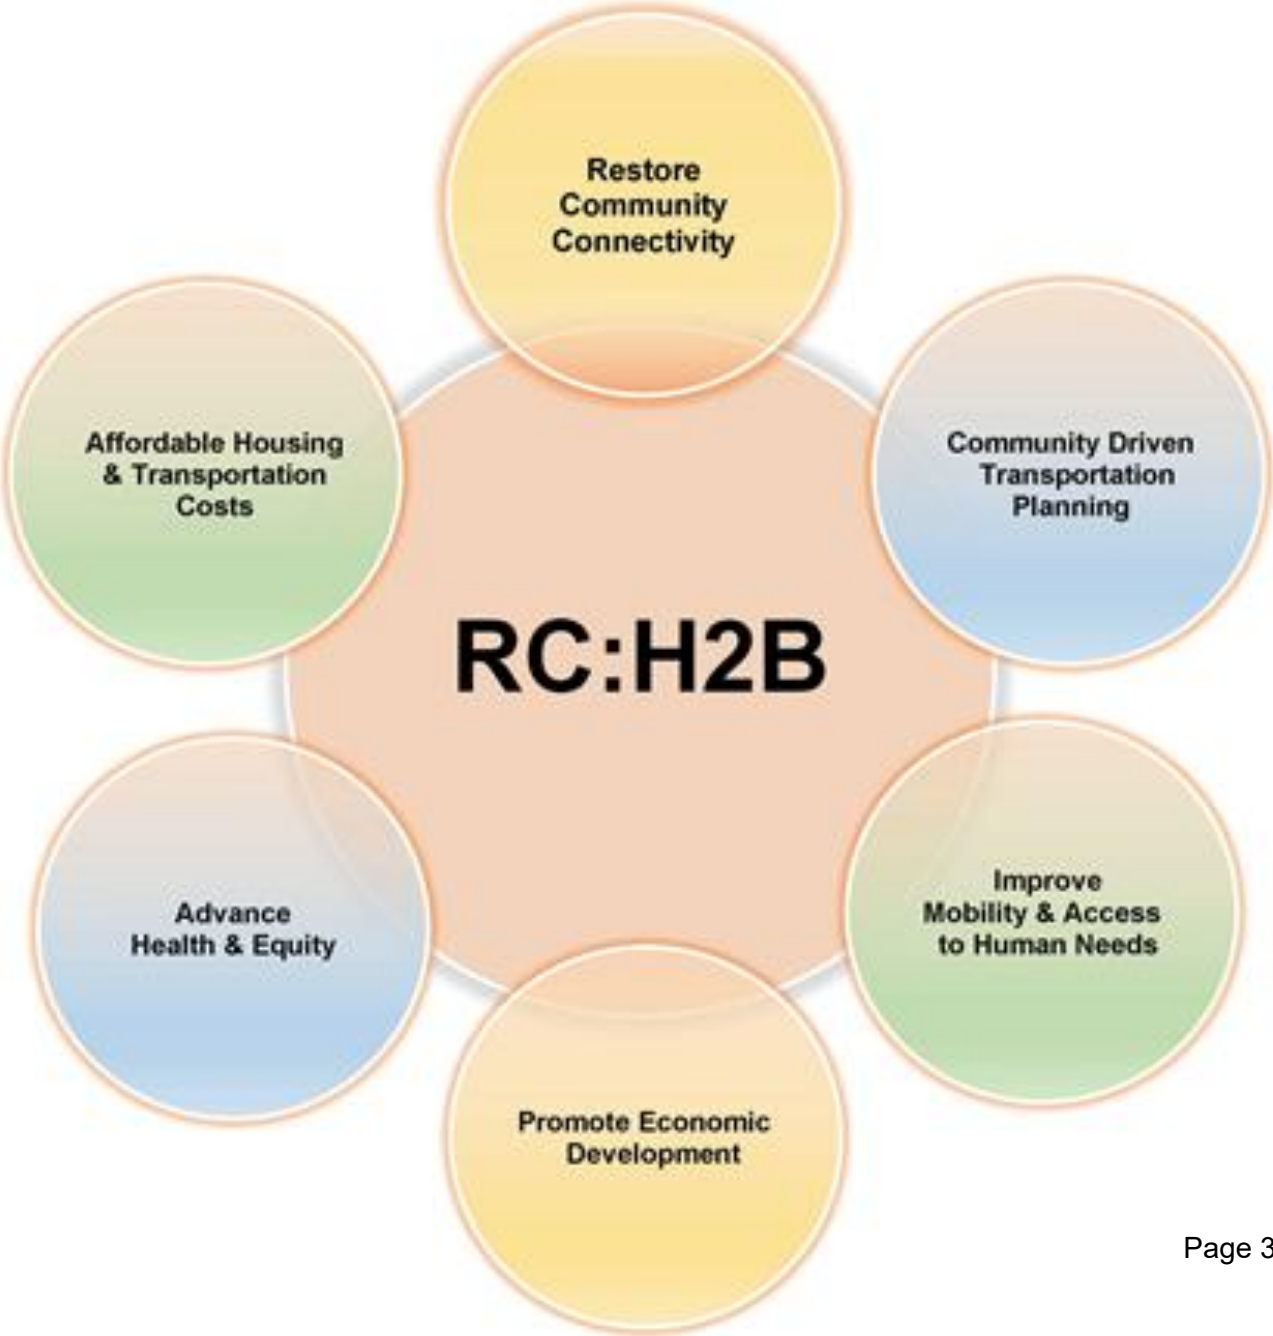 Restore
Community
Connectivity
Affordable Housing
& Transportation
Costs
Community Driven
Transportation
Planning
RC:H2B
Advance
Health & Equity
Improve
Mobility & Access
to Human Needs
Promote Economic
Development
Page 3